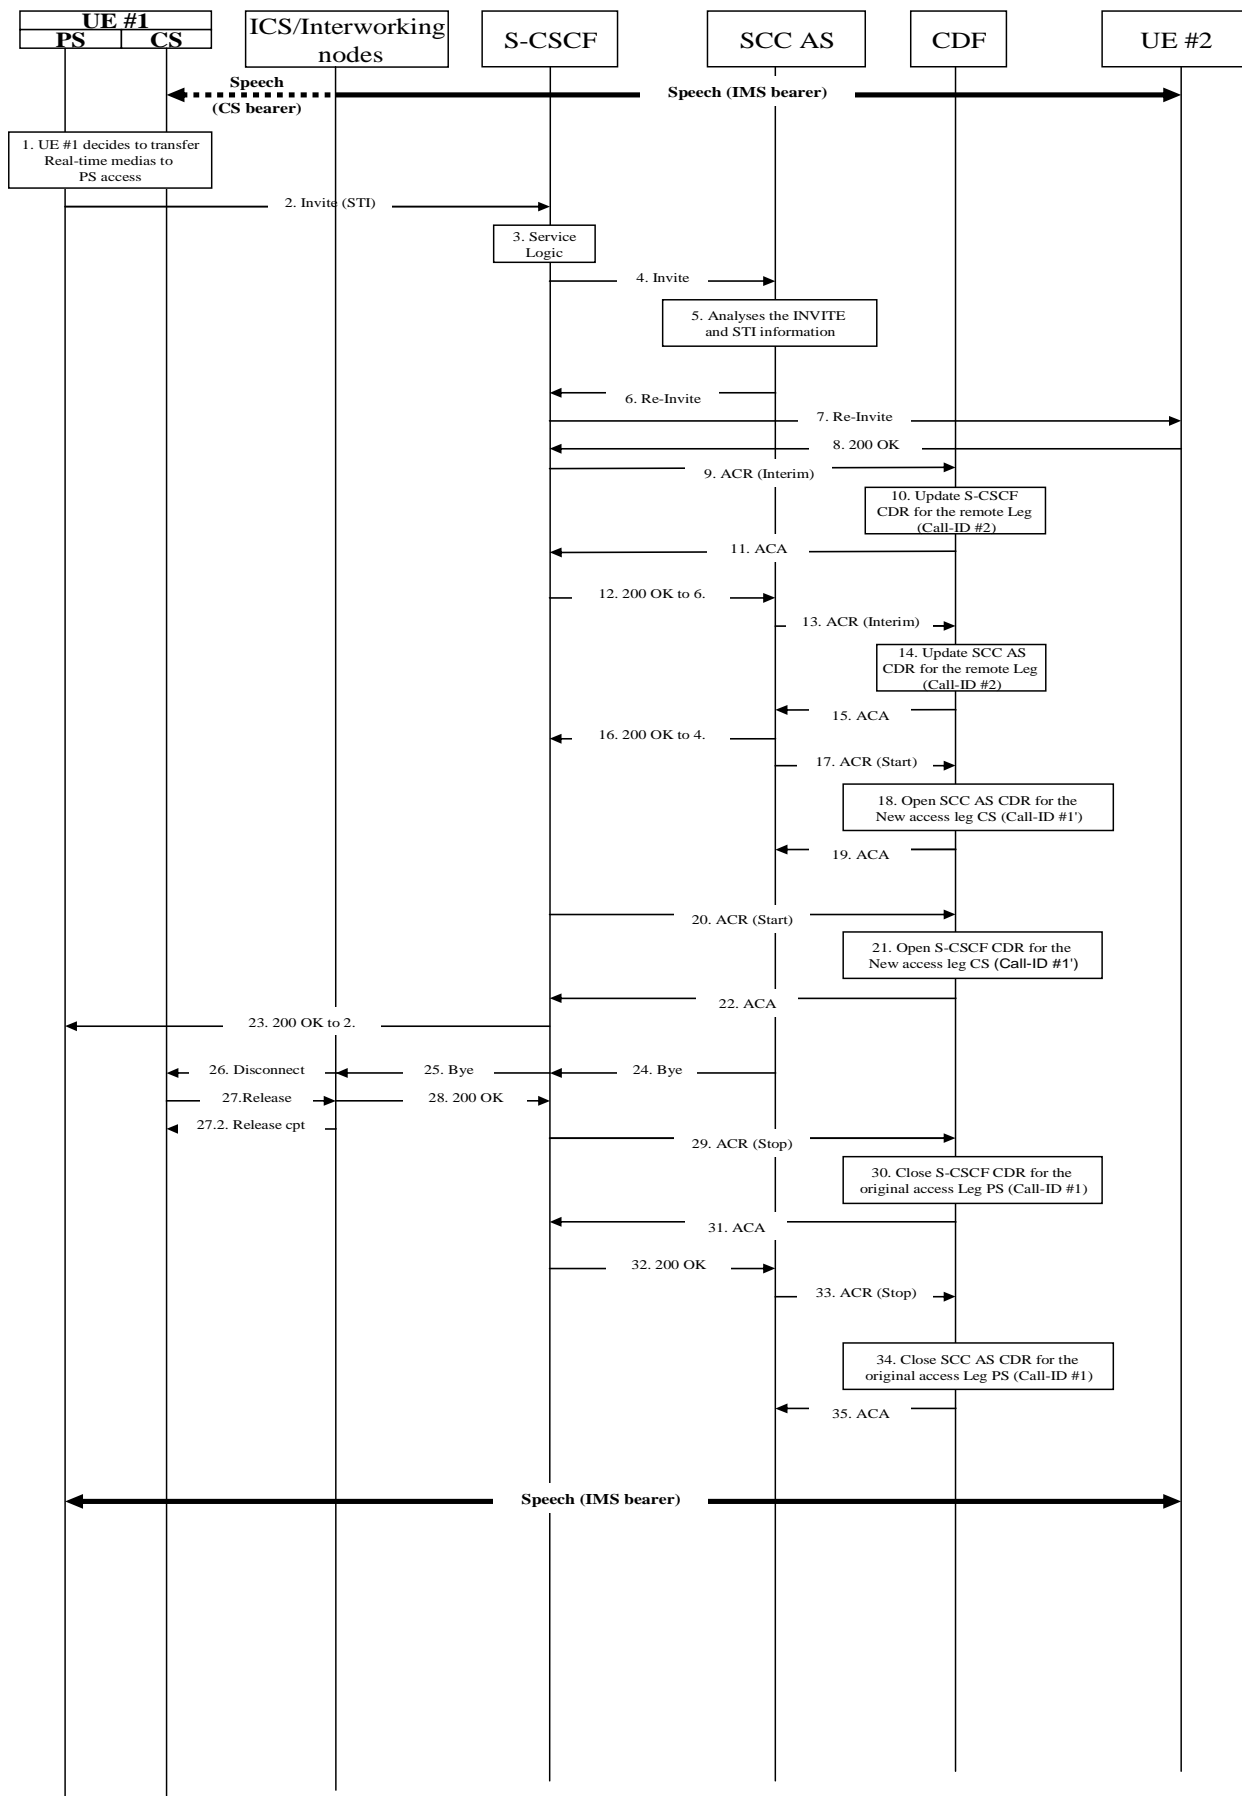 UE #1
PS
CS
ICS/Interworking
nodes
S-CSCF
SCC AS
CDF
UE #2
Speech
(CS bearer)
Speech (IMS bearer)
1. UE #1 decides to transfer
Real-time medias to
PS access
2. Invite (STI)
3. Service
Logic
4. Invite
5. Analyses the INVITE
and STI information
6. Re-Invite
7. Re-Invite
8. 200 OK
9. ACR (Interim)
10. Update S-CSCF
CDR for the remote Leg
(Call-ID #2)
11. ACA
12. 200 OK to 6.
13. ACR (Interim)
14. Update SCC AS
CDR for the remote Leg
(Call-ID #2)
15. ACA
16. 200 OK to 4.
17. ACR (Start)
18. Open SCC AS CDR for the
New access leg CS (Call-ID #1')
19. ACA
20. ACR (Start)
21. Open S-CSCF CDR for the
New access leg CS (Call-ID #1')
22. ACA
23. 200 OK to 2.
26. Disconnect
25. Bye
24. Bye
27.Release
28. 200 OK
27.2. Release cpt
29. ACR (Stop)
30. Close S-CSCF CDR for the
original access Leg PS (Call-ID #1)
31. ACA
32. 200 OK
33. ACR (Stop)
34. Close SCC AS CDR for the
original access Leg PS (Call-ID #1)
35. ACA
Speech (IMS bearer)